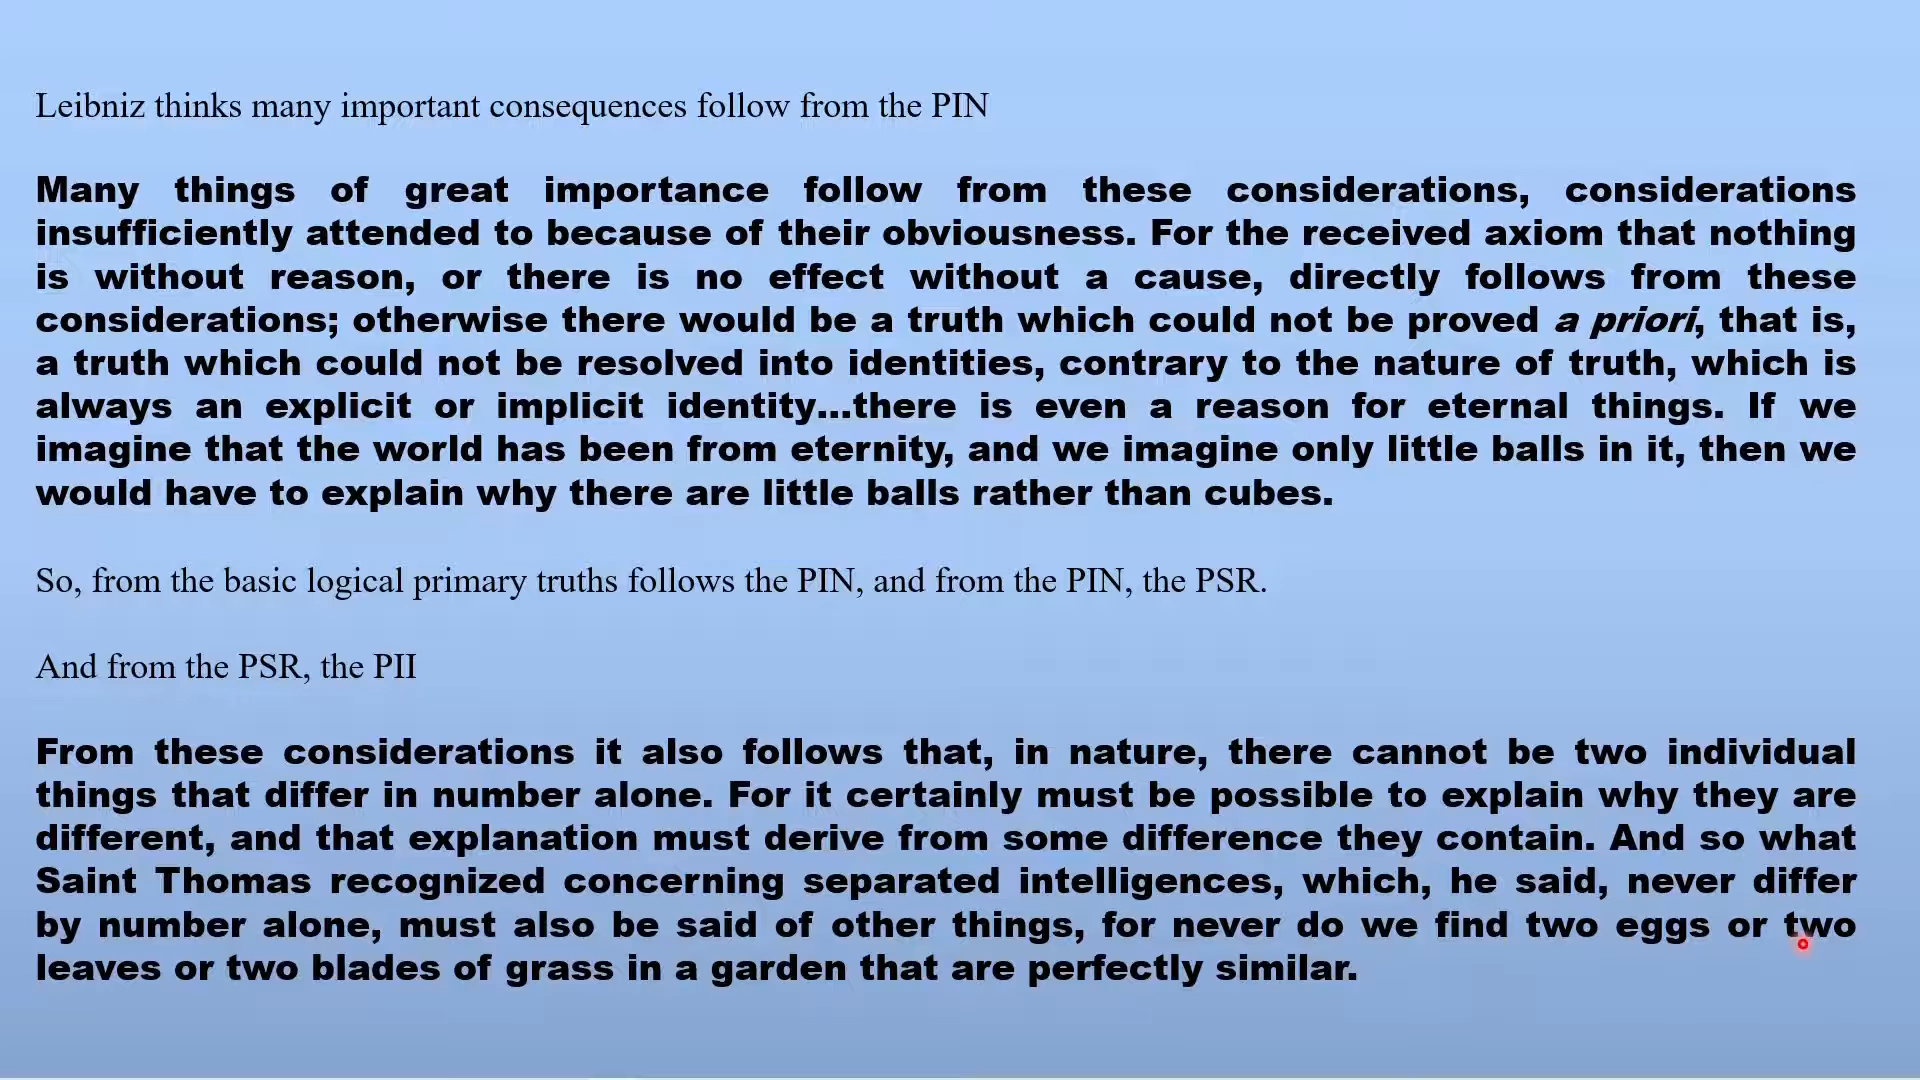 Leibniz thinks many important consequences follow from the PIN
Many things of great importance follow from these considerations, considerations
insufficiently attended to because of their obviousness. For the received axiom that nothing
is without reason, or there is no effect without a cause, directly follows from these
considerations; otherwise there would be a truth which could not be proved a priori, that is,
a truth which could not be resolved into identities, contrary to the nature of truth, which is
always an explicit or implicit identity...there is even a reason for eternal things. If we
imagine that the world has been from eternity, and we imagine only little balls in it, then we
would have to explain why there are little balls rather than cubes.
So, from the basic logical primary truths follows the PIN, and from the PIN, the PSR.
And from the PSR, the PII
From these considerations it also follows that, in nature, there cannot be two individual
things that differ in number alone. For it certainly must be possible to explain why they are
different, and that explanation must derive from some difference they contain. And so what
Saint Thomas recognized concerning separated intelligences, which, he said, never differ
by number alone, must also be said of other things, for never do we find two eggs or two
leaves or two blades of grass in a garden that are perfectly similar.